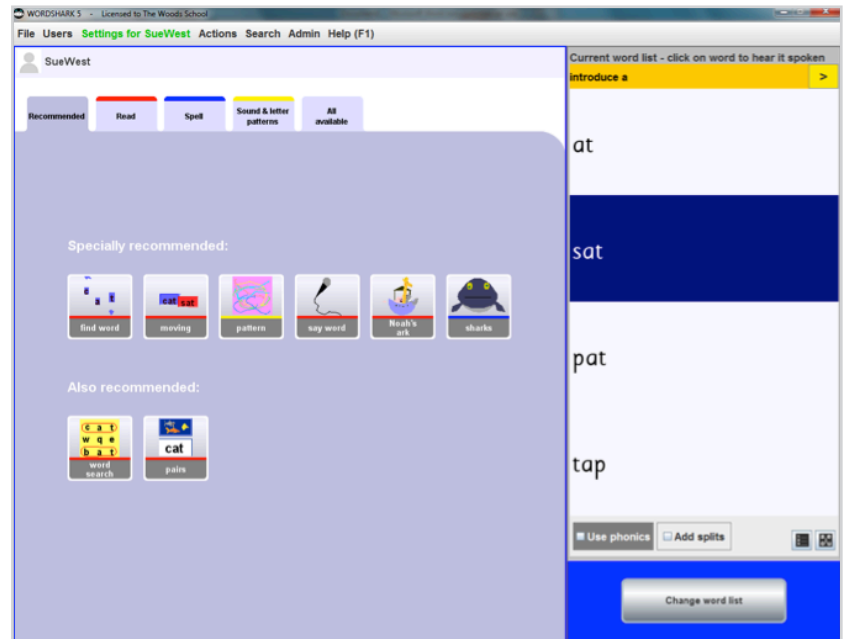 WORDSHARK 5 - Licensed to The Woods School
File Users Settings for SueWest Actions Search Admin Help (F1)
SueWest
Recommended
Read
Spell
Sound & letter
patterns
All
available
Specially recommended:
find word
cat sat
moving
pattern
say word
Noah's
ark
sharks
Also recommended:
c a t
w q e
b a t
word
search
cat
pairs
Current word list - click on word to hear it spoken
introduce a >
at
sat
pat
tap
Use phonics
Add splits
Change word list